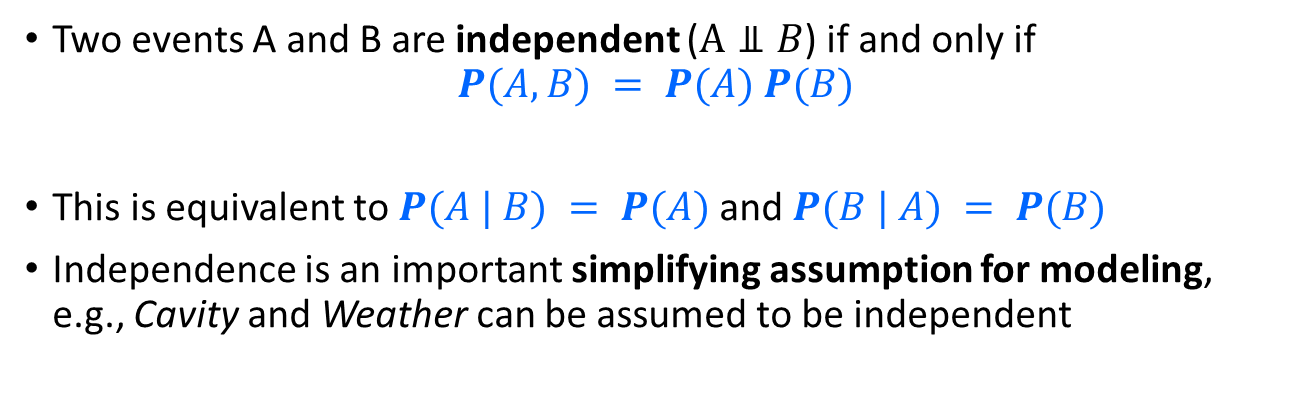 • Two events A and B are independent (A ⫫ B) if and only if
P(A, B) = P(A) P(B)
• This is equivalent to P(A | B) = P(A) and P(B | A) = P(B)
• Independence is an important simplifying assumption for modeling,
e.g., Cavity and Weather can be assumed to be independent